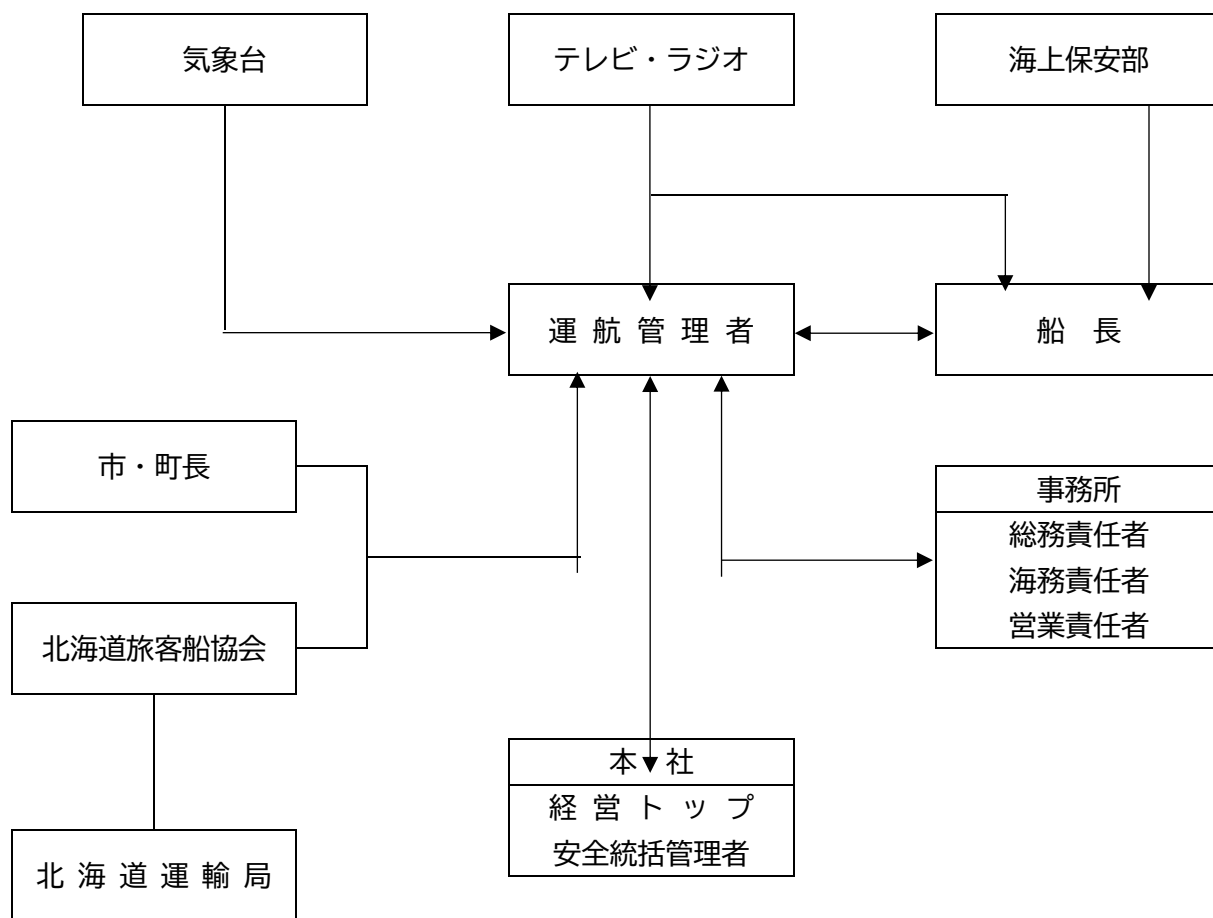 気象台
テレビ・ラジオ
海上保安部
運航管理者
船長
市・町長
事務所
総務責任者
海務責任者
営業責任者
北海道旅客船協会
本社
経営トップ
安全統括管理者
北海道運輸局